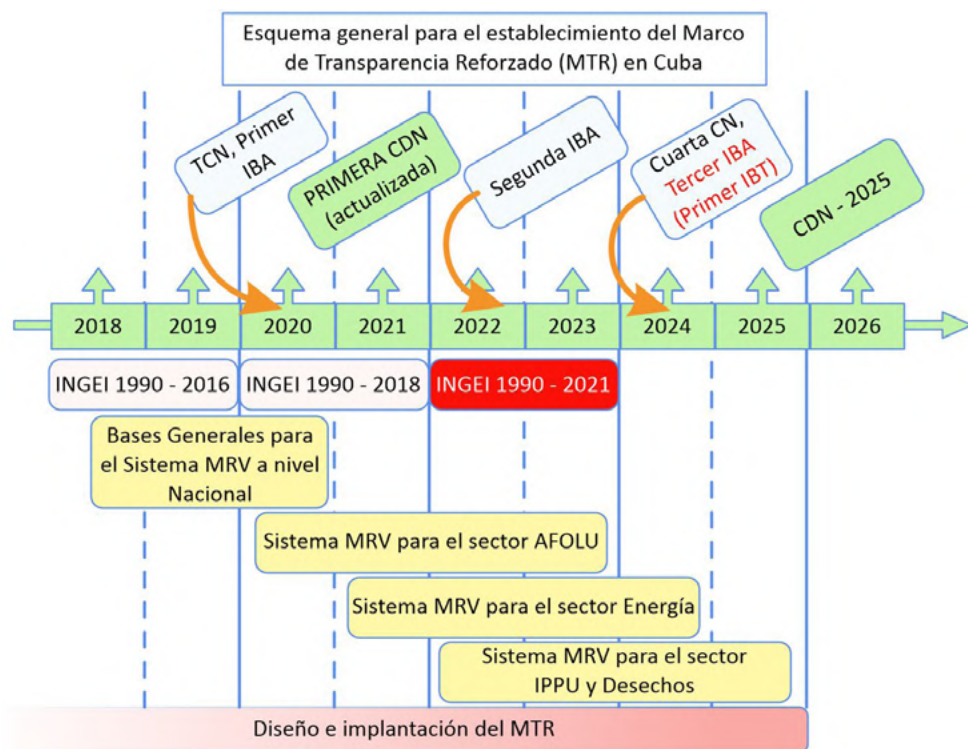 Esquema general para el establecimiento del Marco
de Transparencia Reforzado (MTR) en Cuba
TCN, Primer
IBA
PRIMERA CDN
(actualizada)
Segunda IBA
Cuarta CN,
Tercer IBA
(Primer IBT)
CDN - 2025
2018
2019
2020
2021
2022
2023
2024
2025
2026
INGEI 1990 - 2016
INGEI 1990 - 2018
INGEI 1990 - 2021
Bases Generales para
el Sistema MRV a nivel
Nacional
Sistema MRV para el sector AFOLU
Sistema MRV para el sector Energía
Sistema MRV para el sector
IPPU y Desechos
Diseño e implantación del MTR